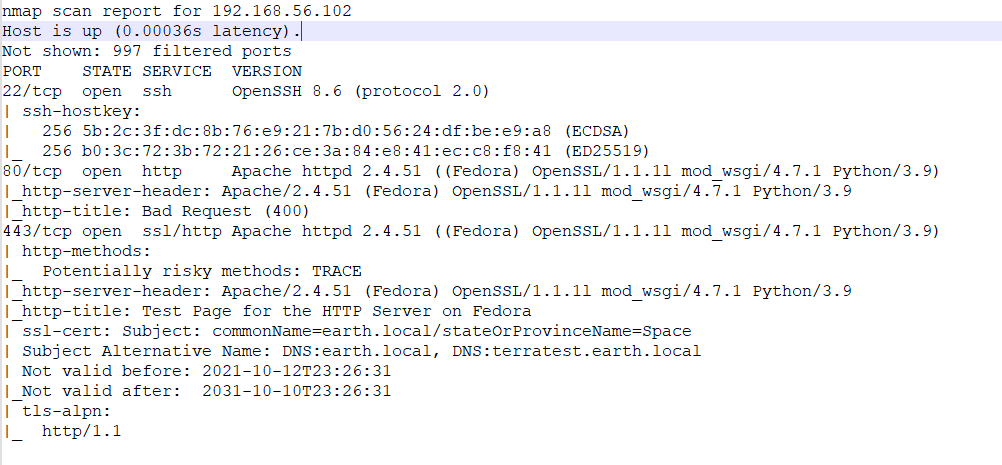 nmap scan report for 192.168.56.102
Host is up (0.00036s latency).
Not shown: 997 filtered ports
PORT    STATE SERVICE  VERSION
22/tcp  open  ssh      OpenSSH 8.6 (protocol 2.0)
| ssh-hostkey:
|   256 5b:2c:3f:dc:8b:76:e9:21:7b:d0:56:24:df:be:e9:a8 (ECDSA)
|_  256 b0:3c:72:3b:72:21:26:ce:3a:84:e8:41:ec:c8:f8:41 (ED25519)
80/tcp  open  http     Apache httpd 2.4.51 ((Fedora) OpenSSL/1.1.1l mod_wsgi/4.7.1 Python/3.9)
|_http-server-header: Apache/2.4.51 (Fedora) OpenSSL/1.1.1l mod_wsgi/4.7.1 Python/3.9
|_http-title: Bad Request (400)
443/tcp open  ssl/http Apache httpd 2.4.51 ((Fedora) OpenSSL/1.1.1l mod_wsgi/4.7.1 Python/3.9)
| http-methods:
|_  Potentially risky methods: TRACE
|_http-server-header: Apache/2.4.51 (Fedora) OpenSSL/1.1.1l mod_wsgi/4.7.1 Python/3.9
|_http-title: Test Page for the HTTP Server on Fedora
| ssl-cert: Subject: commonName=earth.local/stateOrProvinceName=Space
| Subject Alternative Name: DNS:earth.local, DNS:terratest.earth.local
| Not valid before: 2021-10-12T23:26:31
|_Not valid after:  2031-10-10T23:26:31
| tls-alpn:
|_  http/1.1